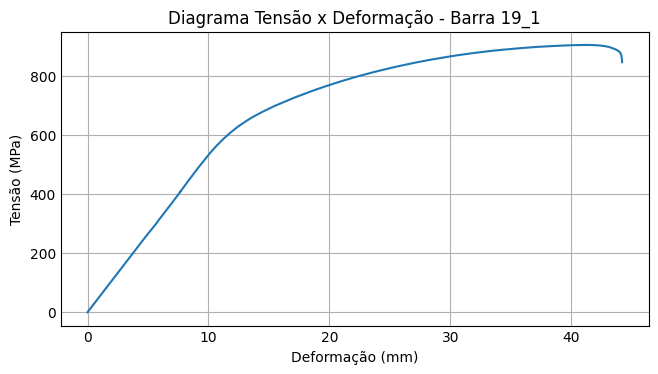 Diagrama Tensão x Deformação - Barra 19_1
Tensão (MPa)
800
600
400
200
0
0 10 20 30 40
Deformação (mm)